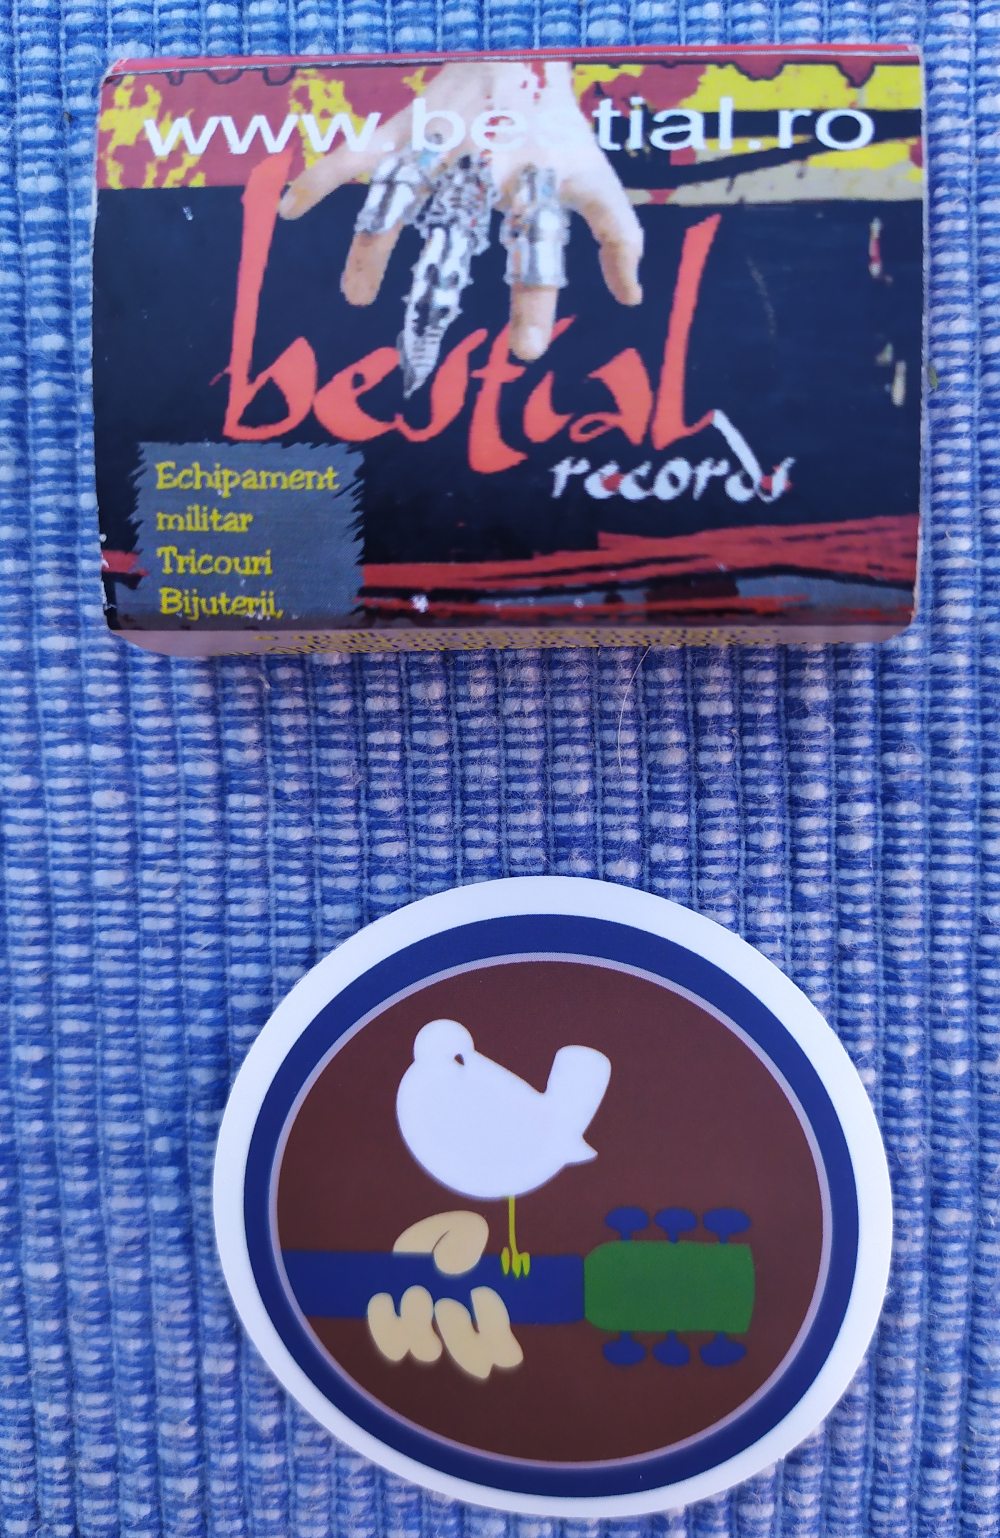 www.bestial.ro
bestial
records
Echipament
militar
Tricouri
Bijuterii,